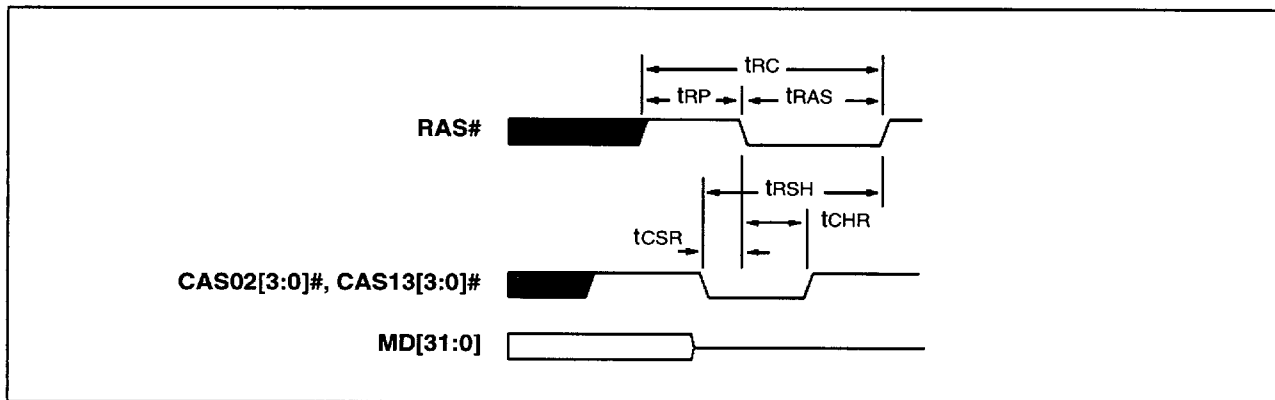 tRC
tRP
tRAS
RAS#
tRSH
tCHR
tCSR
CAS02[3:0]#, CAS13[3:0]#
MD[31:0]